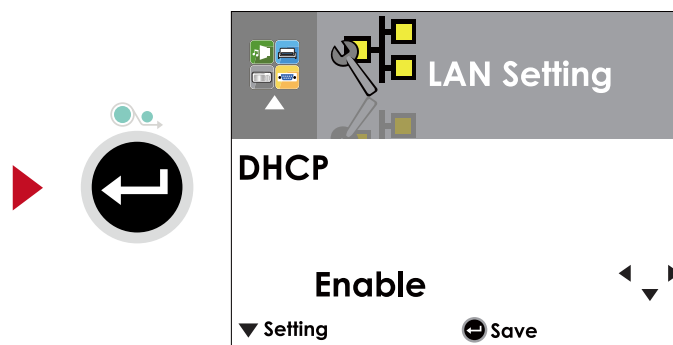 LAN Setting
DHCP
Enable
Setting
Save